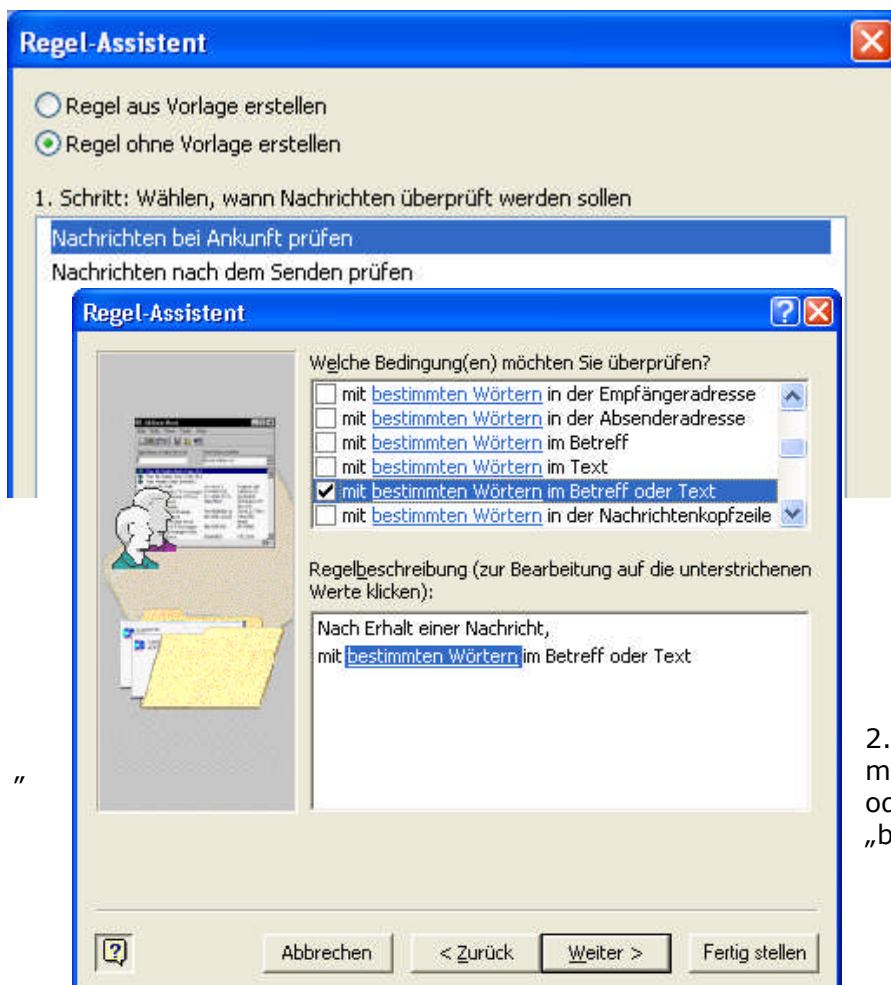 Regel-Assistent
Regel aus Vorlage erstellen
Regel ohne Vorlage erstellen
1. Schritt: Wählen, wann Nachrichten überprüft werden sollen
Nachrichten bei Ankunft prüfen
Nachrichten nach dem Senden prüfen
Regel-Assistent
Welche Bedingung(en) möchten Sie überprüfen?
mit bestimmten Wörtern in der Empfängeradresse
mit bestimmten Wörtern in der Absenderadresse
mit bestimmten Wörtern im Betreff
mit bestimmten Wörtern im Text
mit bestimmten Wörtern im Betreff oder Text
mit bestimmten Wörtern in der Nachrichtenkopfzeile
Regelbeschreibung (zur Bearbeitung auf die unterstrichenen
Werte klicken):
Nach Erhalt einer Nachricht,
mit bestimmten Wörtern im Betreff oder Text
„
2.
„b
Abbrechen
< Zurück
Weiter >
Fertig stellen